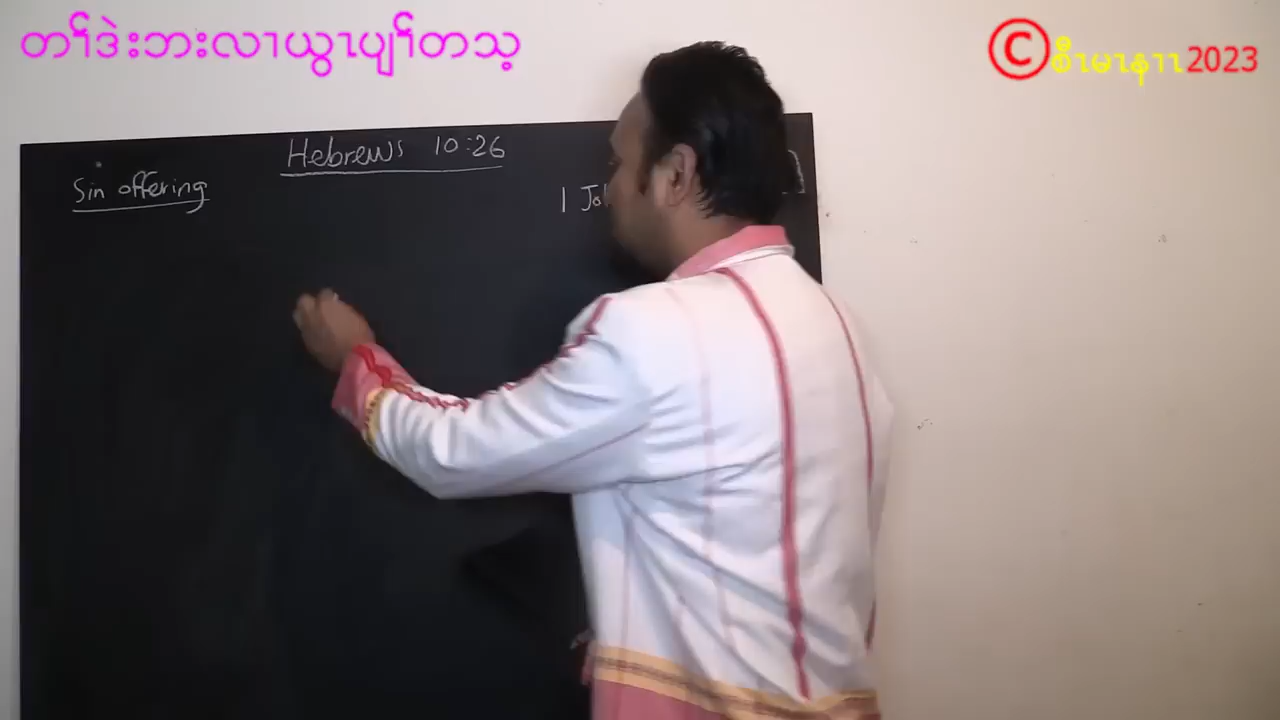 တၢ်ဒဲးဘးလၢယွၤပျၢ်တသ့
©စီၤမၤနၢၤ2023
Hebrews 10:26
Sin offering
1 Jo